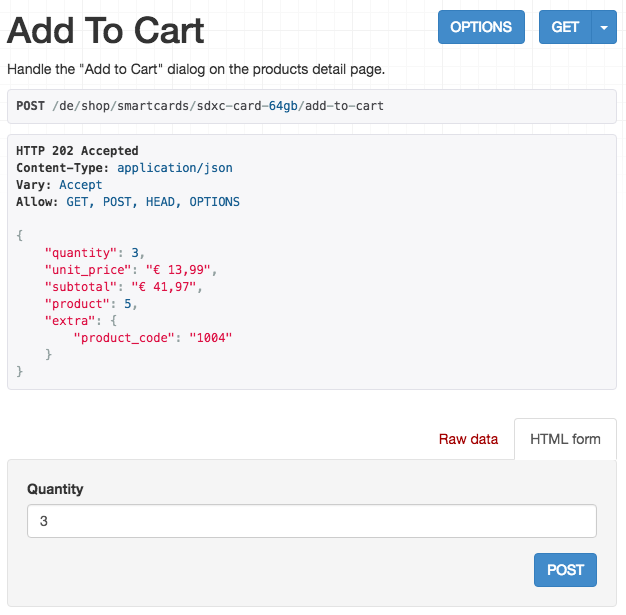 Add To Cart
OPTIONS
GET
Handle the "Add to Cart" dialog on the products detail page.
POST /de/shop/smartcards/sdxc-card-64gb/add-to-cart
HTTP 202 Accepted
Content-Type: application/json
Vary: Accept
Allow: GET, POST, HEAD, OPTIONS
{
    "quantity": 3,
    "unit_price": "€ 13,99",
    "subtotal": "€ 41,97",
    "product": 5,
    "extra": {
        "product_code": "1004"
    }
}
Raw data
HTML form
Quantity
3
POST